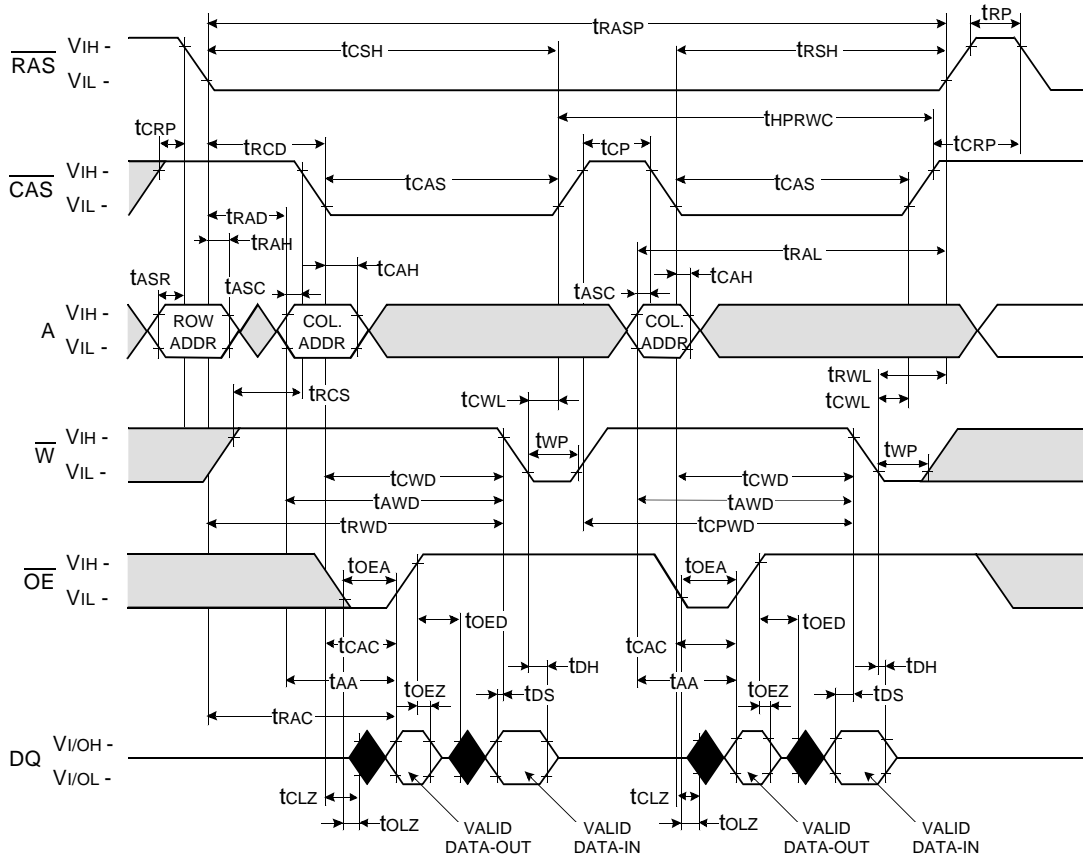 tRASP
tRP
VIH -
tCSH
tRSH
RAS
VIL -
tHPRWC
tCRP
tRCD
tCP
tCRP
VIH -
CAS
tCAS
tCAS
VIL -
tRAD
tRAH
tCAH
tRAL
tCAH
tASR
tASC
tASC
VIH -
A
ROW
ADDR
COL.
ADDR
COL.
ADDR
VIL -
tRWL
tRCS
tCWL
tCWL
VIH -
W
tWP
tWP
VIL -
tCWD
tCWD
tAWD
tAWD
tRWD
tCPWD
VIH -
OE
tOEA
tOEA
VIL -
tOED
tOED
tCAC
tCAC
tDH
tDH
tAA
tOEZ
tDS
tAA
tOEZ
tDS
tRAC
VI/OH -
DQ
VI/OL -
tCLZ
tCLZ
tOLZ
tOLZ
VALID
DATA-OUT
VALID
DATA-IN
VALID
DATA-OUT
VALID
DATA-IN